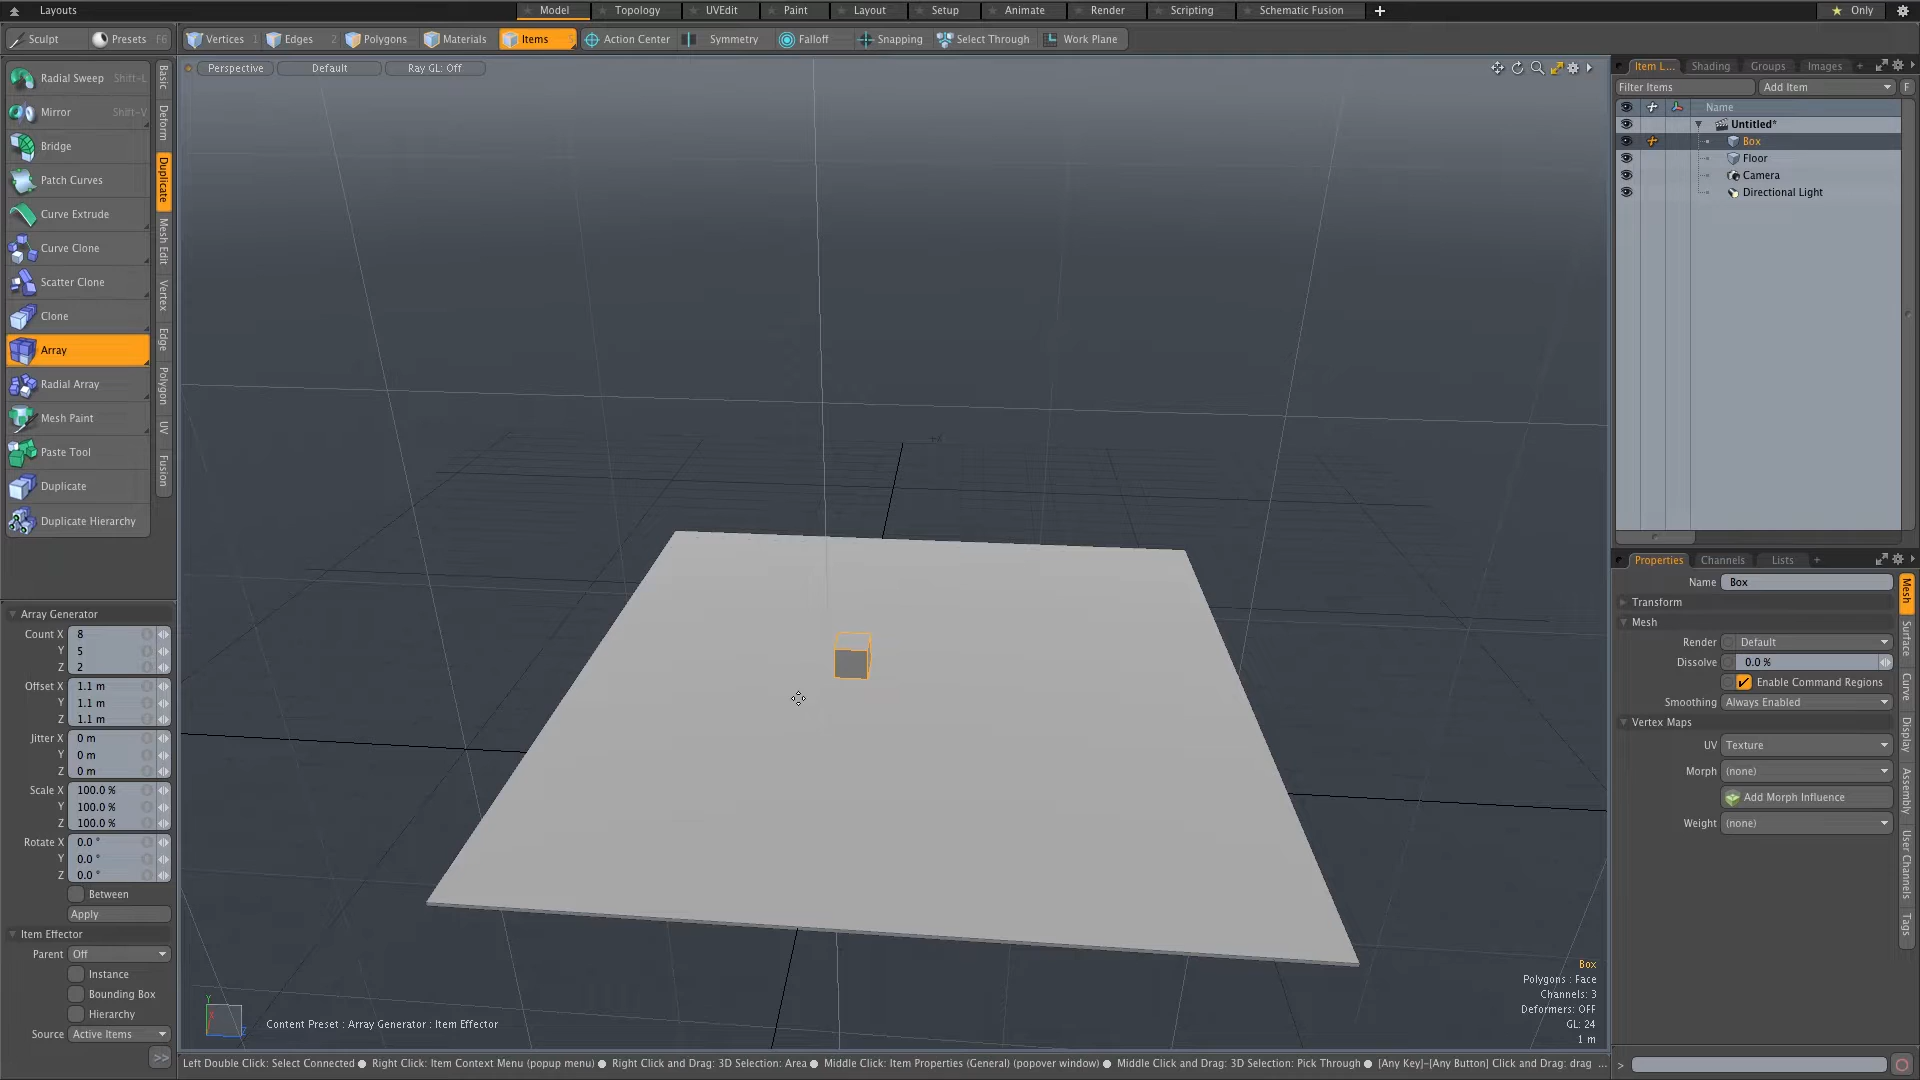 Layouts
Model
Topology
UVEdit
Paint
Layout
Setup
Animate
Render
Scripting
Schematic Fusion
Only
Sculpt
Presets F6
Vertices 1
Edges 2
Polygons
Materials
Items
Action Center
Symmetry
Falloff
Snapping
Select Through
Work Plane
Radial Sweep Shift-L
Mirror Shift-V
Bridge
Patch Curves
Curve Extrude
Curve Clone
Scatter Clone
Clone
Array
Radial Array
Mesh Paint
Paste Tool
Duplicate
Duplicate Hierarchy
Basic
Deform
Duplicate
Mesh Edit
Vertex
Edge
Polygon
UV
Fusion
Array Generator
Count X 8
Y 5
Z 2
Offset X 1.1 m
Y 1.1 m
Z 1.1 m
Jitter X 0 m
Y 0 m
Z 0 m
Scale X 100.0 %
Y 100.0 %
Z 100.0 %
Rotate X 0.0 °
Y 0.0 °
Z 0.0 °
Between
Apply
Item Effector
Parent Off
Instance
Bounding Box
Hierarchy
Source Active Items
>>
Perspective
Default
Ray GL: Off
Y
X
Z
Content Preset : Array Generator : Item Effector
Box
Polygons : Face
Channels: 3
Deformers: OFF
GL: 24
1 m
Left Double Click: Select Connected ● Right Click: Item Context Menu (popup menu) ● Right Click and Drag: 3D Selection: Area ● Middle Click: Item Properties (General) (popover window) ● Middle Click and Drag: 3D Selection: Pick Through ● [Any Key]-[Any Button] Click and Drag: drag ...
Item L...
Shading
Groups
Images
Filter Items
Add Item
F
Name
Untitled*
Box
Floor
Camera
Directional Light
Properties
Channels
Lists
Name Box
Transform
Mesh
Render Default
Dissolve 0.0 %
Enable Command Regions
Smoothing Always Enabled
Vertex Maps
UV Texture
Morph (none)
Add Morph Influence
Weight (none)
Mesh
Surface
Curve
Display
Assembly
User Channels
Tags